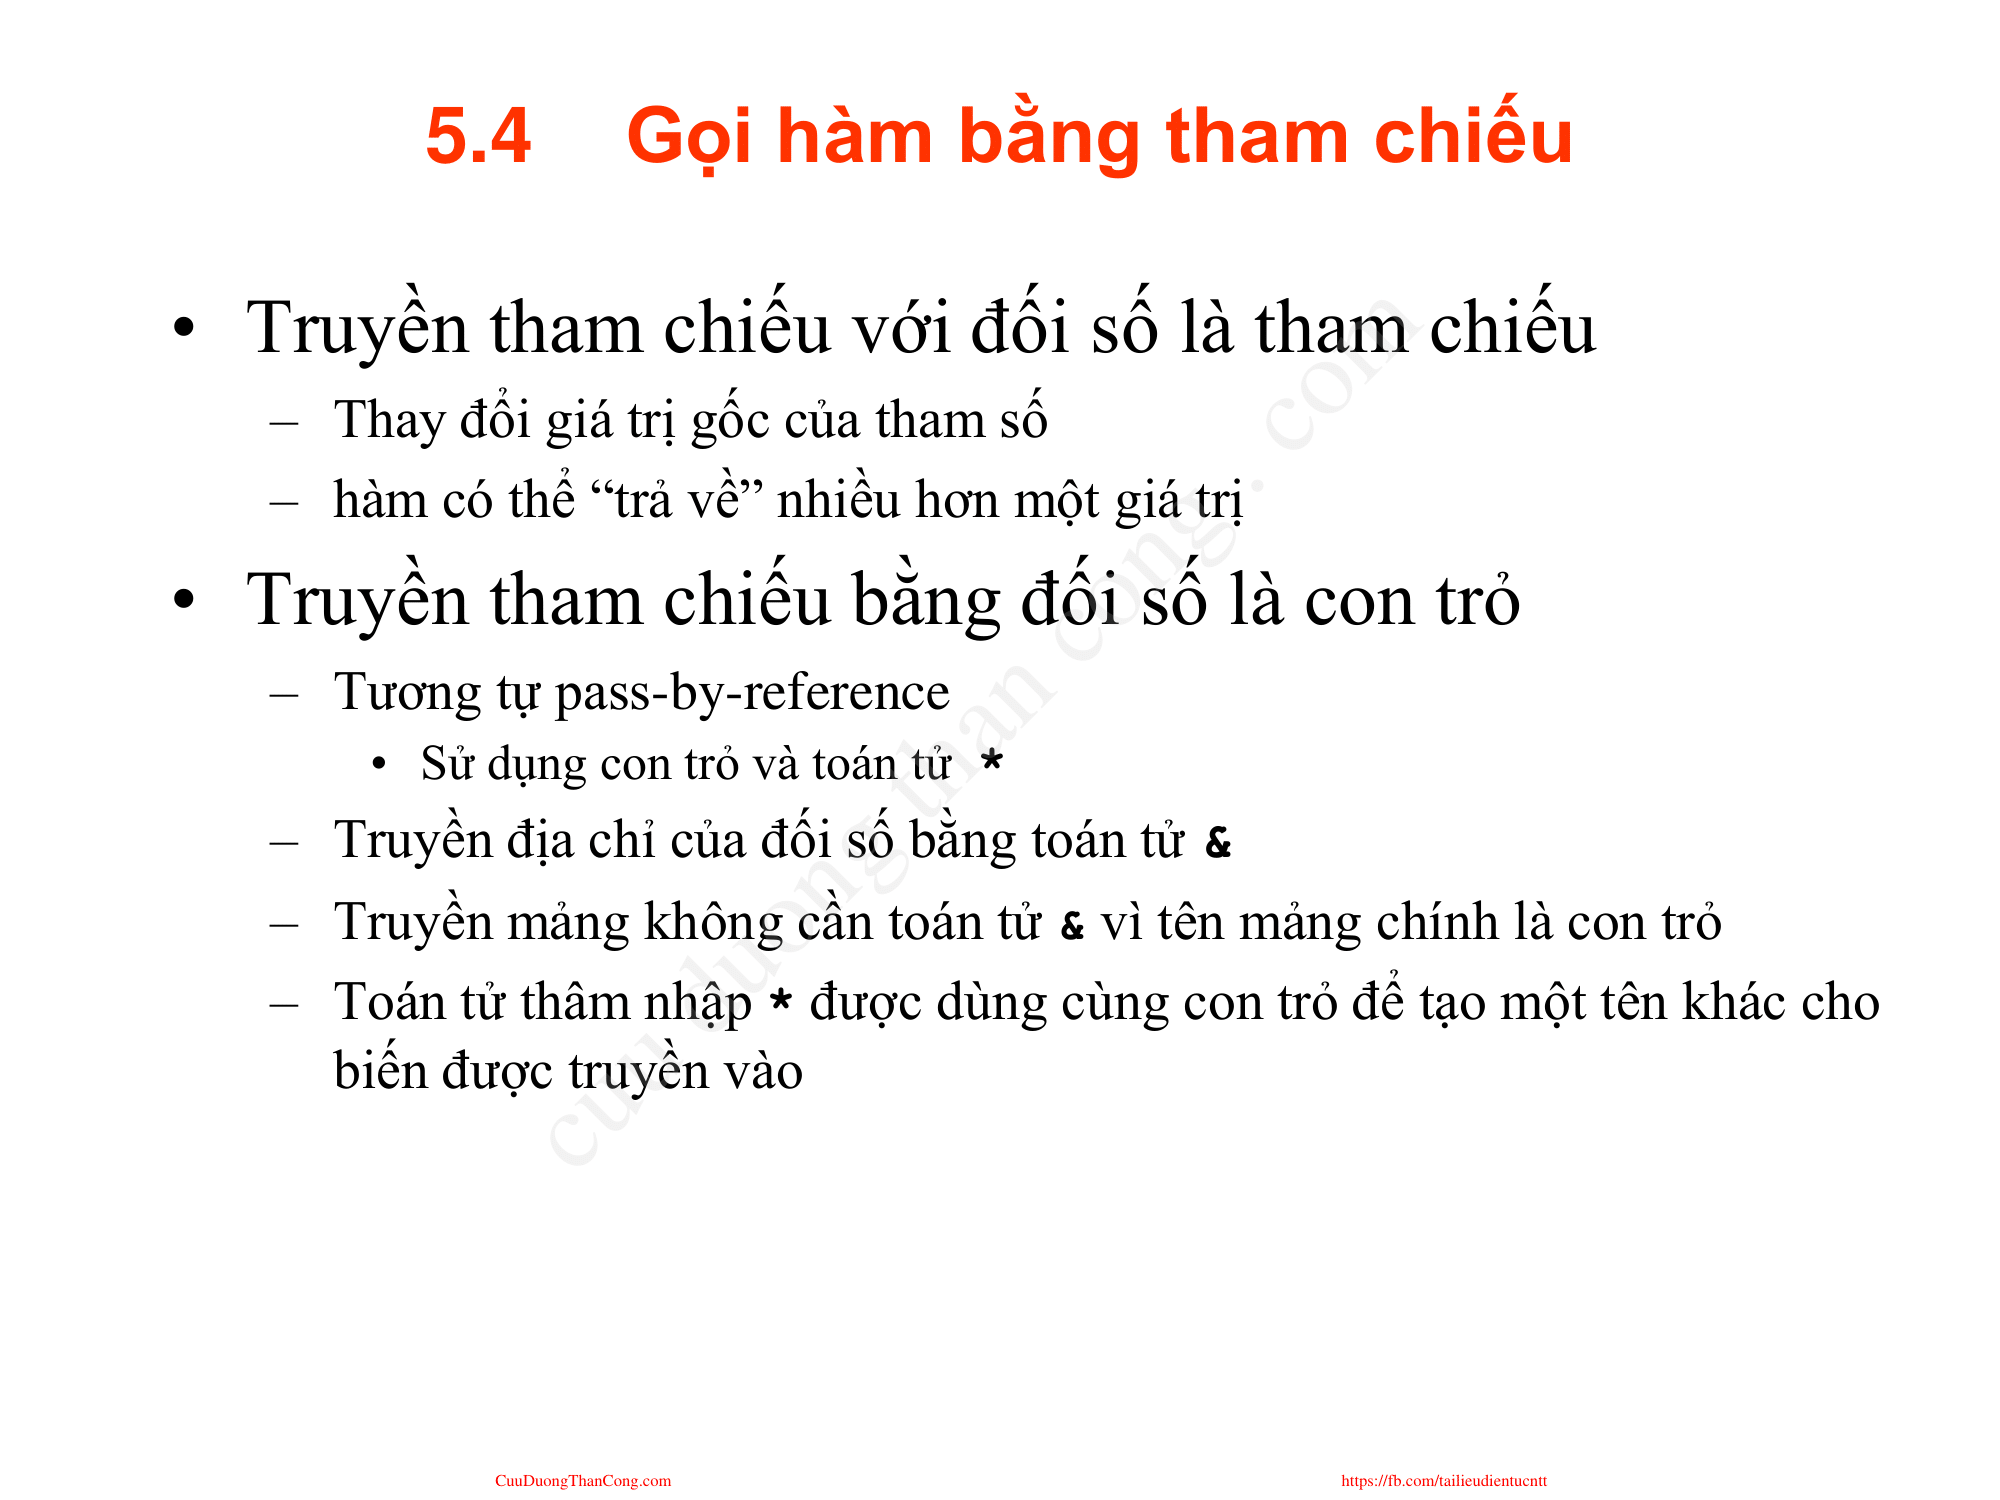 5.4 Gọi hàm bằng tham chiếu
• Truyền tham chiếu với đối số là tham chiếu
– Thay đổi giá trị gốc của tham số
– hàm có thể “trả về” nhiều hơn một giá trị
• Truyền tham chiếu bằng đối số là con trỏ
– Tương tự pass-by-reference
• Sử dụng con trỏ và toán tử *
– Truyền địa chỉ của đối số bằng toán tử &
– Truyền mảng không cần toán tử & vì tên mảng chính là con trỏ
– Toán tử thâm nhập * được dùng cùng con trỏ để tạo một tên khác cho
biến được truyền vào
cuu duong than cong . com
CuuDuongThanCong.com
https://fb.com/tailieudientucntt